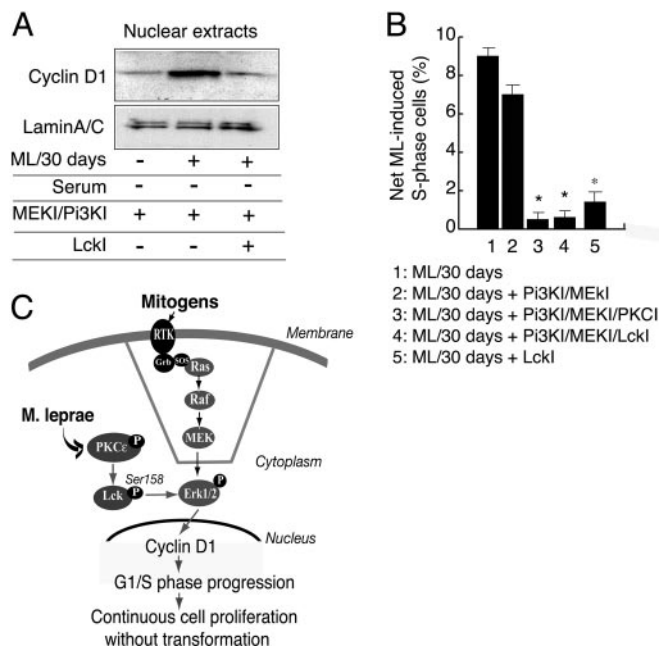 A
Nuclear extracts
Cyclin D1
LaminA/C
ML/30 days - + +
Serum - - -
MEKI/Pi3KI + + +
LckI - - +
B
Net ML-induced
S-phase cells (%)
10
8
6
4
2
0
* * *
1 2 3 4 5
1: ML/30 days
2: ML/30 days + Pi3KI/MEkI
3: ML/30 days + Pi3KI/MEKI/PKCI
4: ML/30 days + Pi3KI/MEKI/LckI
5: ML/30 days + LckI
C
Mitogens
Membrane
RTK
Grb
SOS
Ras
Raf
MEK
M. leprae
PKCε
P
Cytoplasm
Ser158
Lck
P
Erk1/2
P
Nucleus
Cyclin D1
G1/S phase progression
Continuous cell proliferation
without transformation